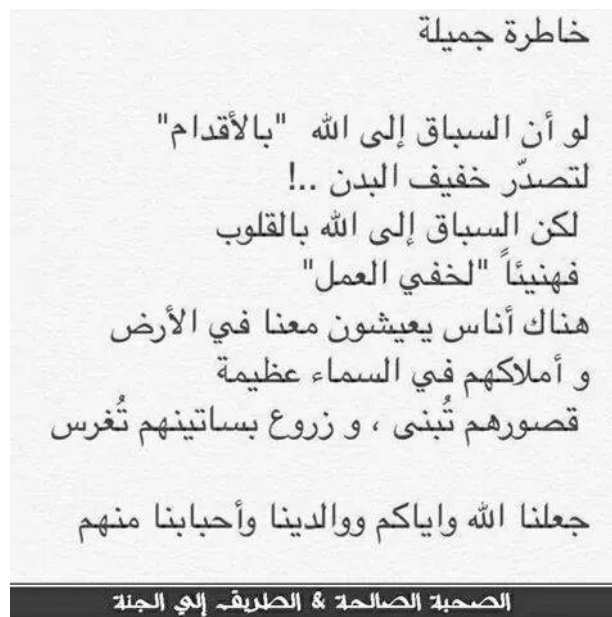 خاطرة جميلة
لو أن السباق إلى الله "بالأقدام"
لتصدّر خفيف البدن ..!
لكن السباق إلى الله بالقلوب
فهنيئاً "لخفي العمل"
هناك أناس يعيشون معنا في الأرض
و أملاكهم في السماء عظيمة
قصورهم تُبنى ، و زروع بساتينهم تُغرس
جعلنا الله واياكم ووالدينا وأحبابنا منهم
الصحبة الصالحة & الطريق إلي الجنة